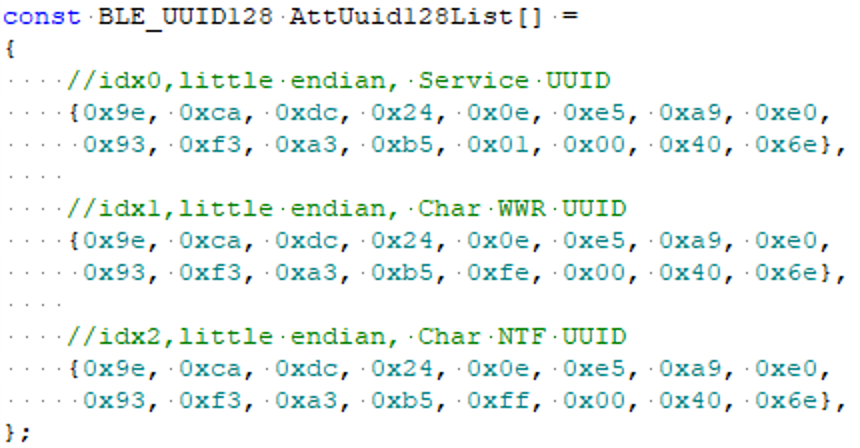 const BLE_UUID128 AttUuid128List[] =
{
    //idx0,little endian, Service UUID
    {0x9e, 0xca, 0xdc, 0x24, 0x0e, 0xe5, 0xa9, 0xe0,
     0x93, 0xf3, 0xa3, 0xb5, 0x01, 0x00, 0x40, 0x6e},
    //idx1,little endian, Char WWR UUID
    {0x9e, 0xca, 0xdc, 0x24, 0x0e, 0xe5, 0xa9, 0xe0,
     0x93, 0xf3, 0xa3, 0xb5, 0xfe, 0x00, 0x40, 0x6e},
    //idx2,little endian, Char NTF UUID
    {0x9e, 0xca, 0xdc, 0x24, 0x0e, 0xe5, 0xa9, 0xe0,
     0x93, 0xf3, 0xa3, 0xb5, 0xff, 0x00, 0x40, 0x6e},
};